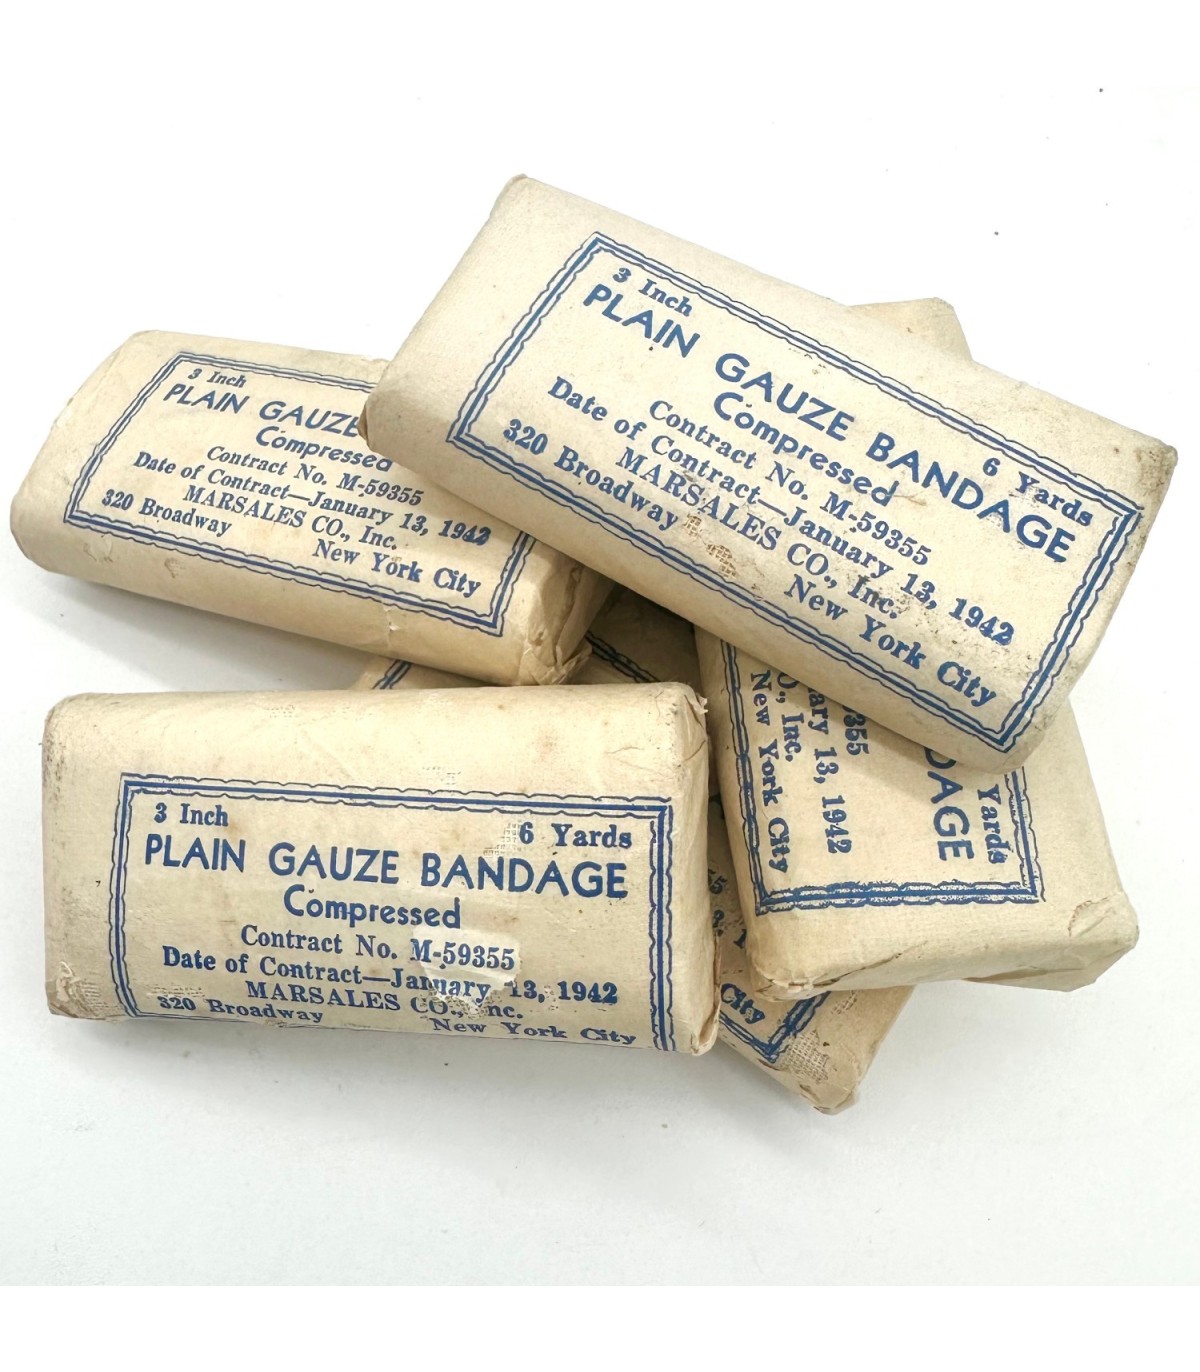 3 Inch
6 Yards
PLAIN GAUZE BANDAGE
Compressed
Contract No. M-59355
Date of Contract—January 13, 1942
MARSALES CO., Inc.
320 Broadway
New York City
3 Inch
PLAIN GAUZE
Compressed
Contract No. M-59355
Date of Contract—January 13, 1942
MARSALES CO., Inc.
320 Broadway
New York City
3 Inch
6 Yards
PLAIN GAUZE BANDAGE
Compressed
Contract No. M-59355
Date of Contract—January 13, 1942
MARSALES CO., Inc.
320 Broadway
New York City
Yards
DAGE
355
ary 13, 1942
O., Inc.
New York City
City